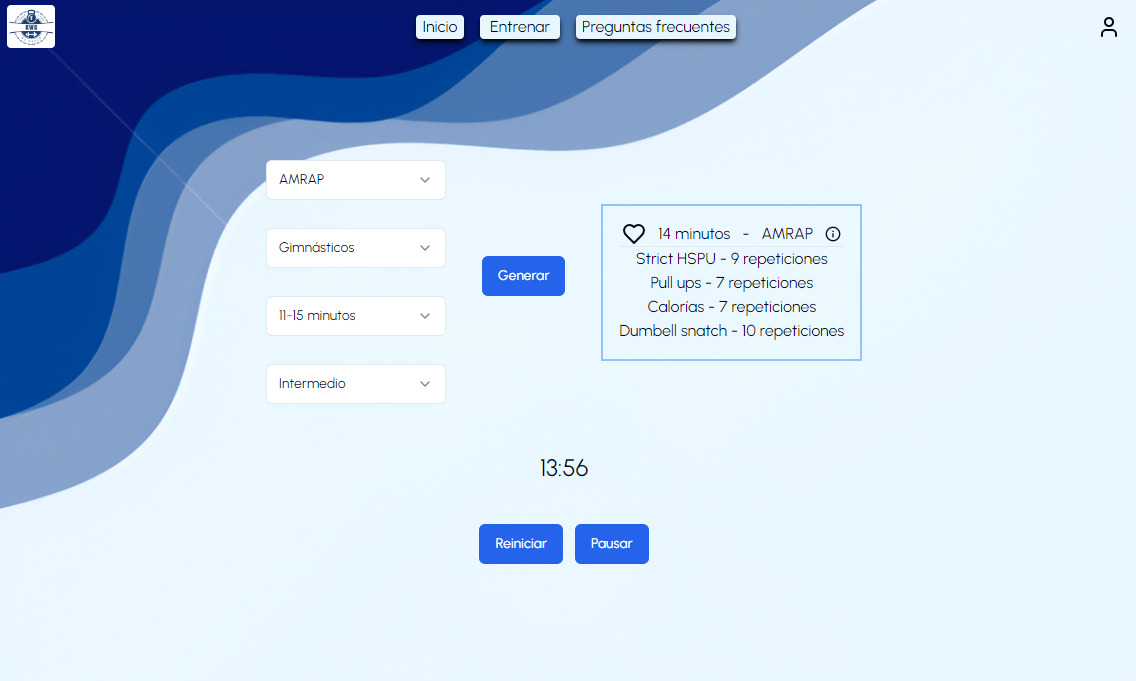 RWG
Inicio
Entrenar
Preguntas frecuentes
AMRAP
Gimnásticos
11-15 minutos
Intermedio
Generar
14 minutos - AMRAP
Strict HSPU - 9 repeticiones
Pull ups - 7 repeticiones
Calorías - 7 repeticiones
Dumbell snatch - 10 repeticiones
13:56
Reiniciar
Pausar